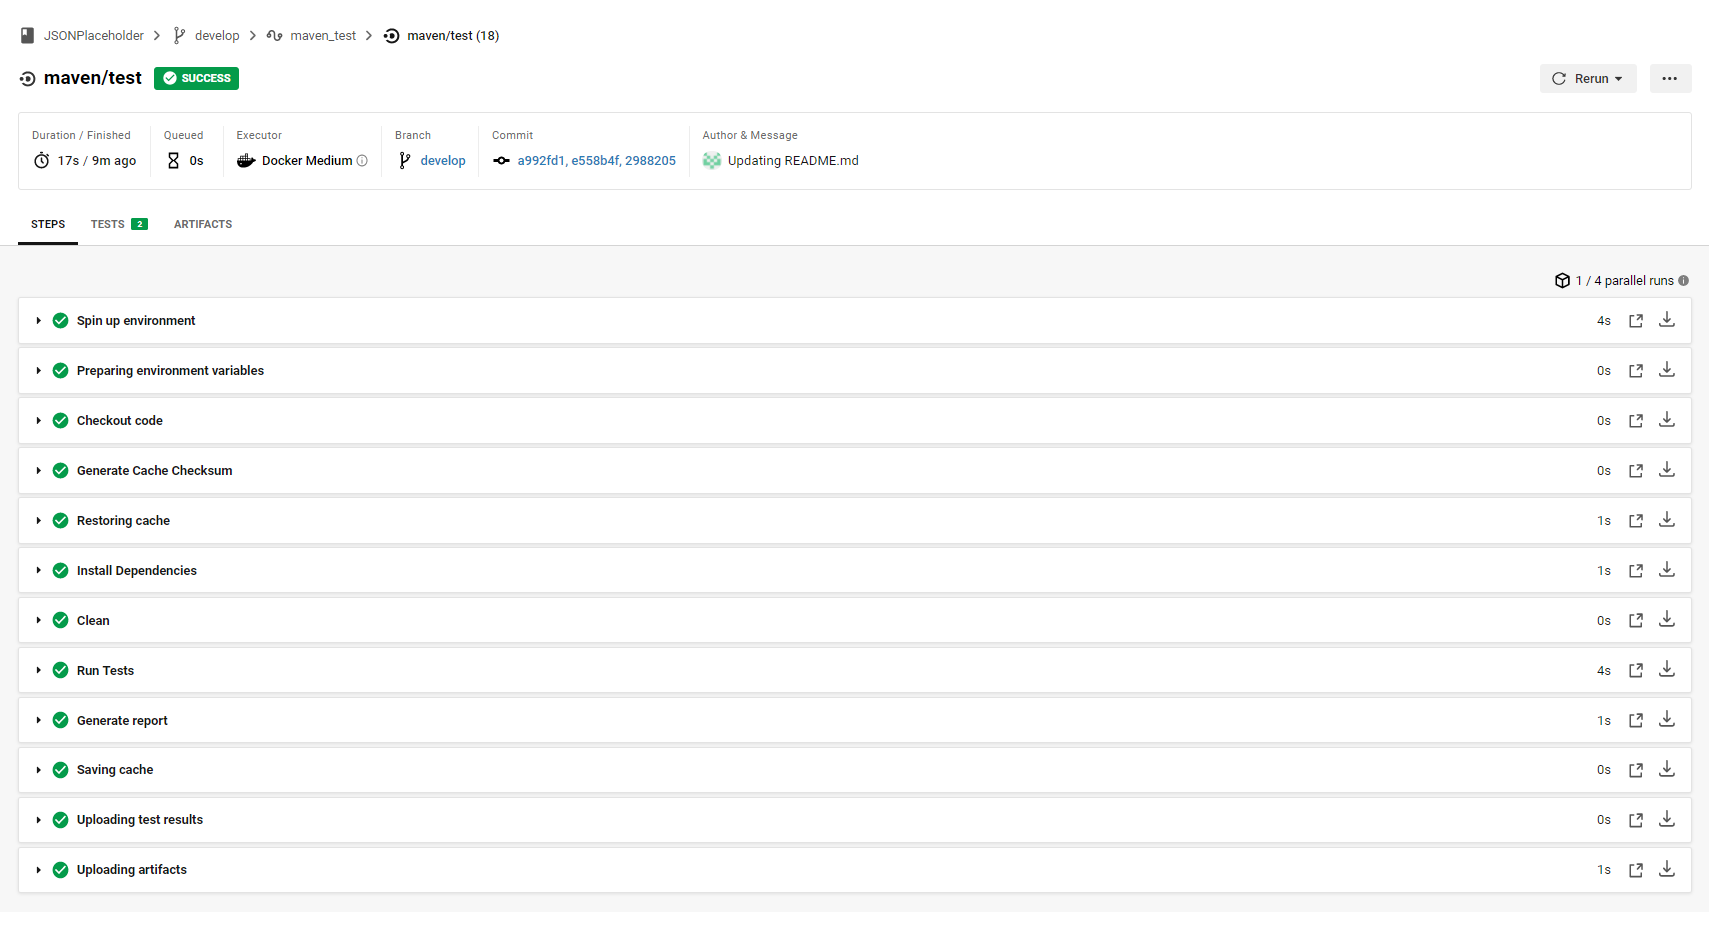 JSONPlaceholder > develop > maven_test > maven/test (18)
maven/test SUCCESS
Rerun
Duration / Finished Queued Executor Branch Commit Author & Message
17s / 9m ago 0s Docker Medium develop a992fd1, e558b4f, 2988205 Updating README.md
STEPS TESTS 2 ARTIFACTS
1 / 4 parallel runs
Spin up environment 4s
Preparing environment variables 0s
Checkout code 0s
Generate Cache Checksum 0s
Restoring cache 1s
Install Dependencies 1s
Clean 0s
Run Tests 4s
Generate report 1s
Saving cache 0s
Uploading test results 0s
Uploading artifacts 1s